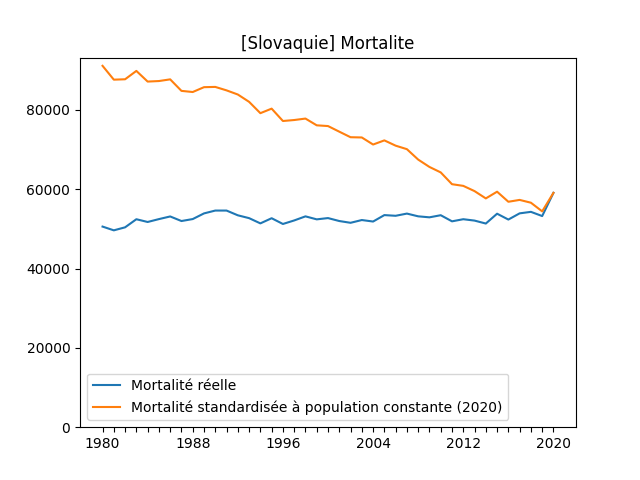 [Slovaquie] Mortalite
80000
60000
40000
20000
0
Mortalité réelle
Mortalité standardisée à population constante (2020)
1980 1988 1996 2004 2012 2020